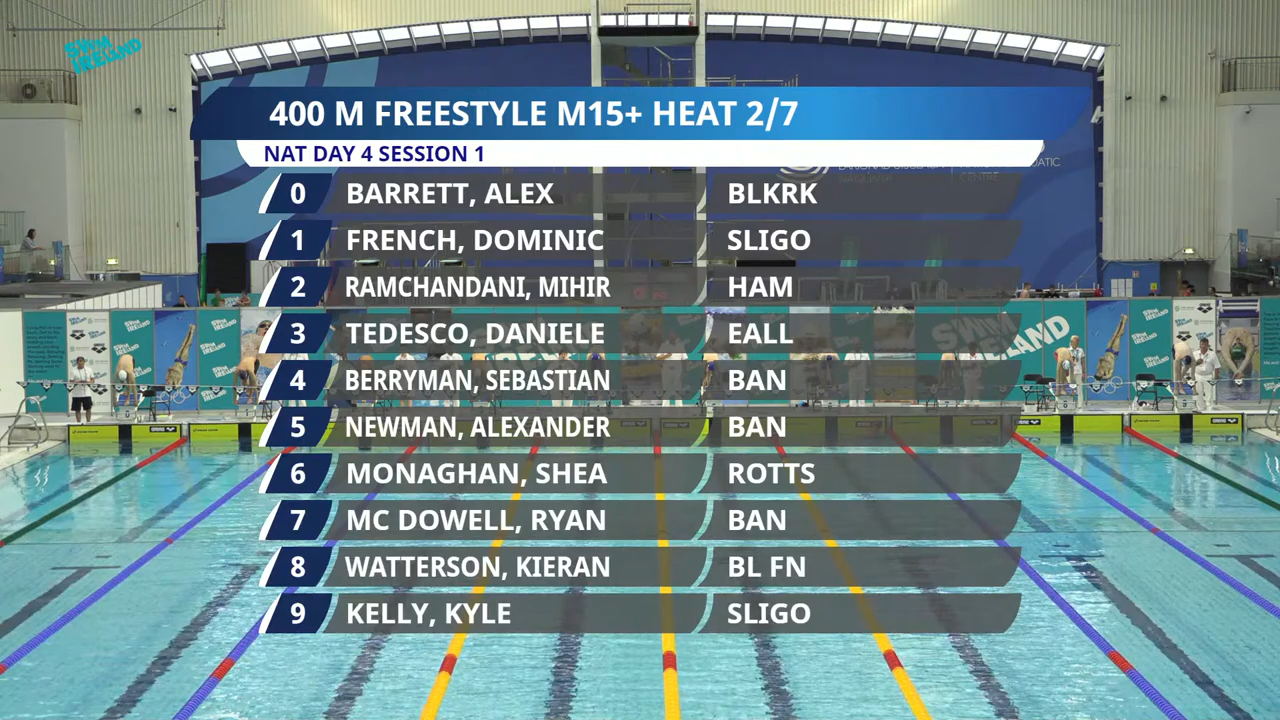 SWIM IRELAND
400 M FREESTYLE M15+ HEAT 2/7
NAT DAY 4 SESSION 1
0 BARRETT, ALEX BLKRK
1 FRENCH, DOMINIC SLIGO
2 RAMCHANDANI, MIHIR HAM
3 TEDESCO, DANIELE EALL
4 BERRYMAN, SEBASTIAN BAN
5 NEWMAN, ALEXANDER BAN
6 MONAGHAN, SHEA ROTTS
7 MC DOWELL, RYAN BAN
8 WATTERSON, KIERAN BL FN
9 KELLY, KYLE SLIGO
SWIM IRELAND